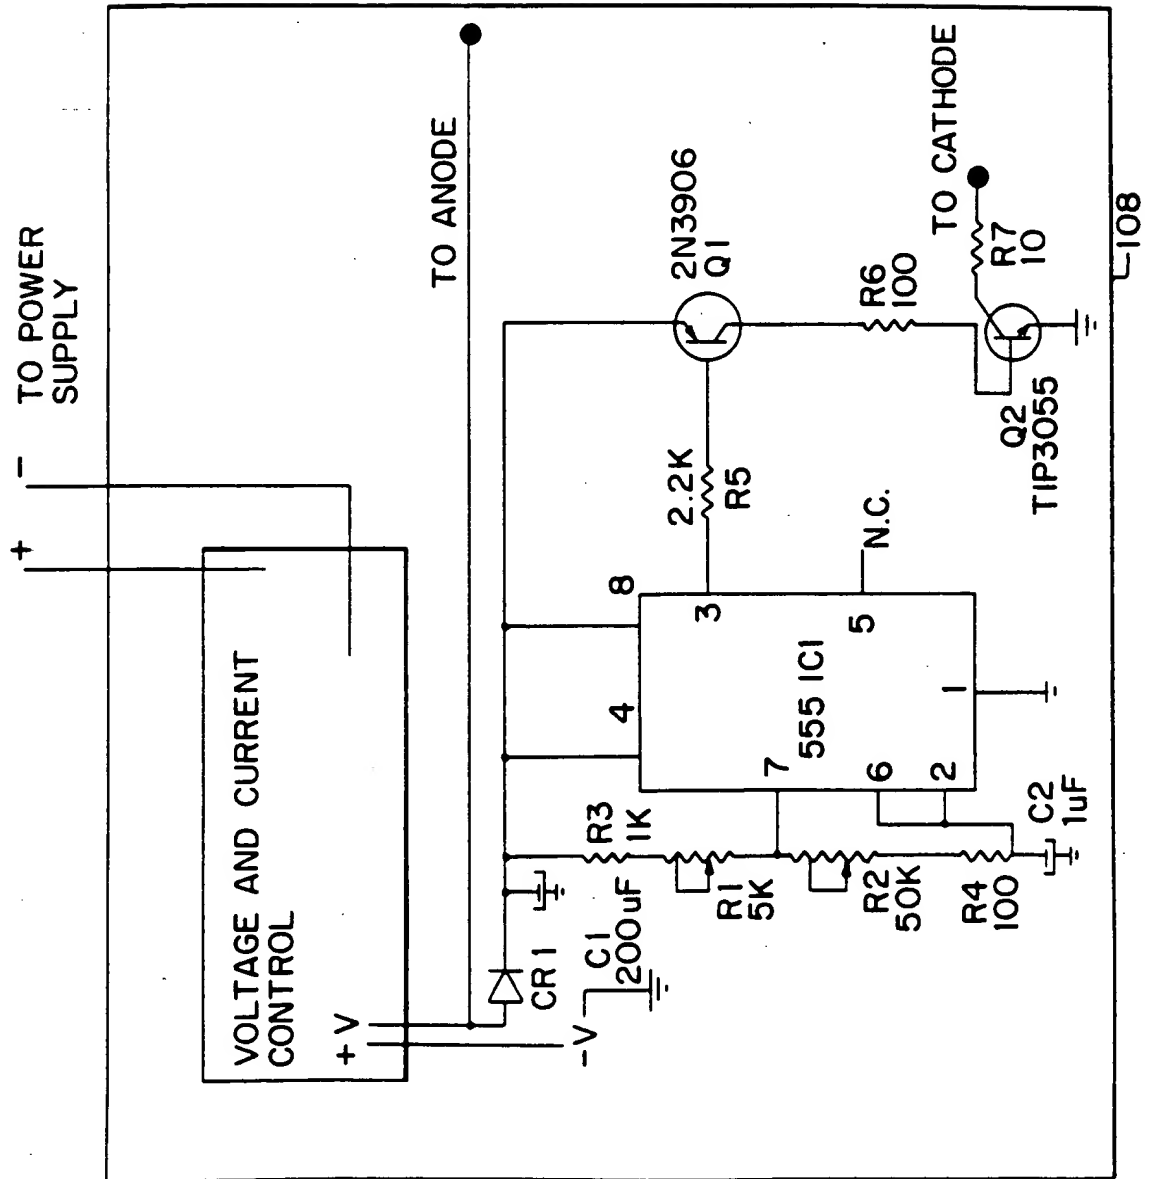 TO POWER
SUPPLY
+ −
VOLTAGE AND CURRENT
CONTROL
+ V
-V
TO ANODE
CR1
C1
200uF
R3
1K
R1
5K
R2
50K
R4
100
C2
1uF
4
8
7
6
2
3
5
1
555 IC1
N.C.
2.2K
R5
2N3906
Q1
R6
100
Q2
TIP3055
R7
10
TO CATHODE
108